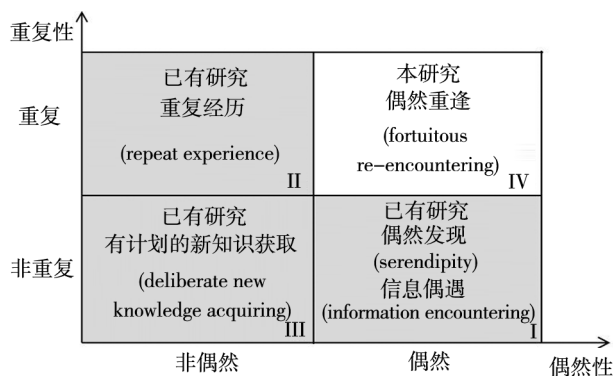 重复性
已有研究
重复经历
(repeat experience)
II
本研究
偶然重逢
(fortuitous
re-encountering)
IV
重复
已有研究
有计划的新知识获取
(deliberate new
knowledge acquiring)
III
已有研究
偶然发现
(serendipity)
信息偶遇
(information encountering)
I
非重复
非偶然
偶然
偶然性